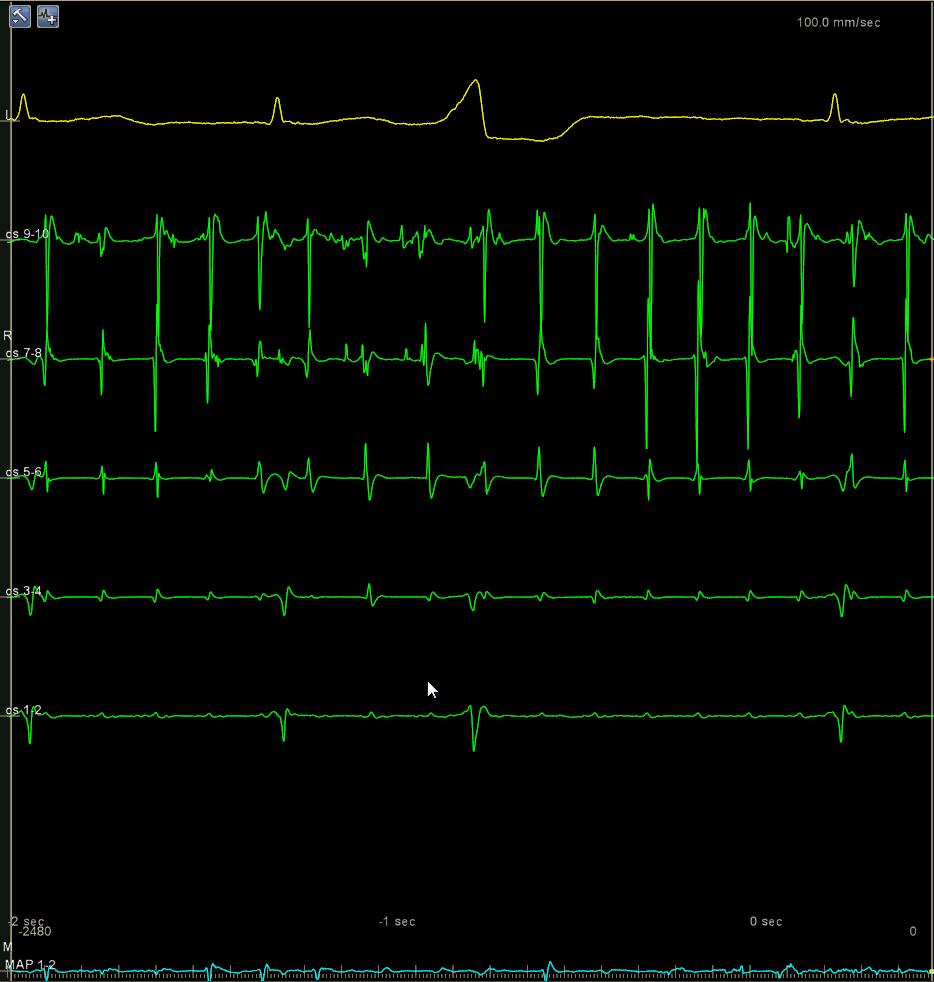 100.0 mm/sec
cs 9-10
R
cs 7-8
cs 5-6
cs 3-4
cs 1-2
-2 sec
-1 sec
0 sec
-2480
0
M
MAP 1-2